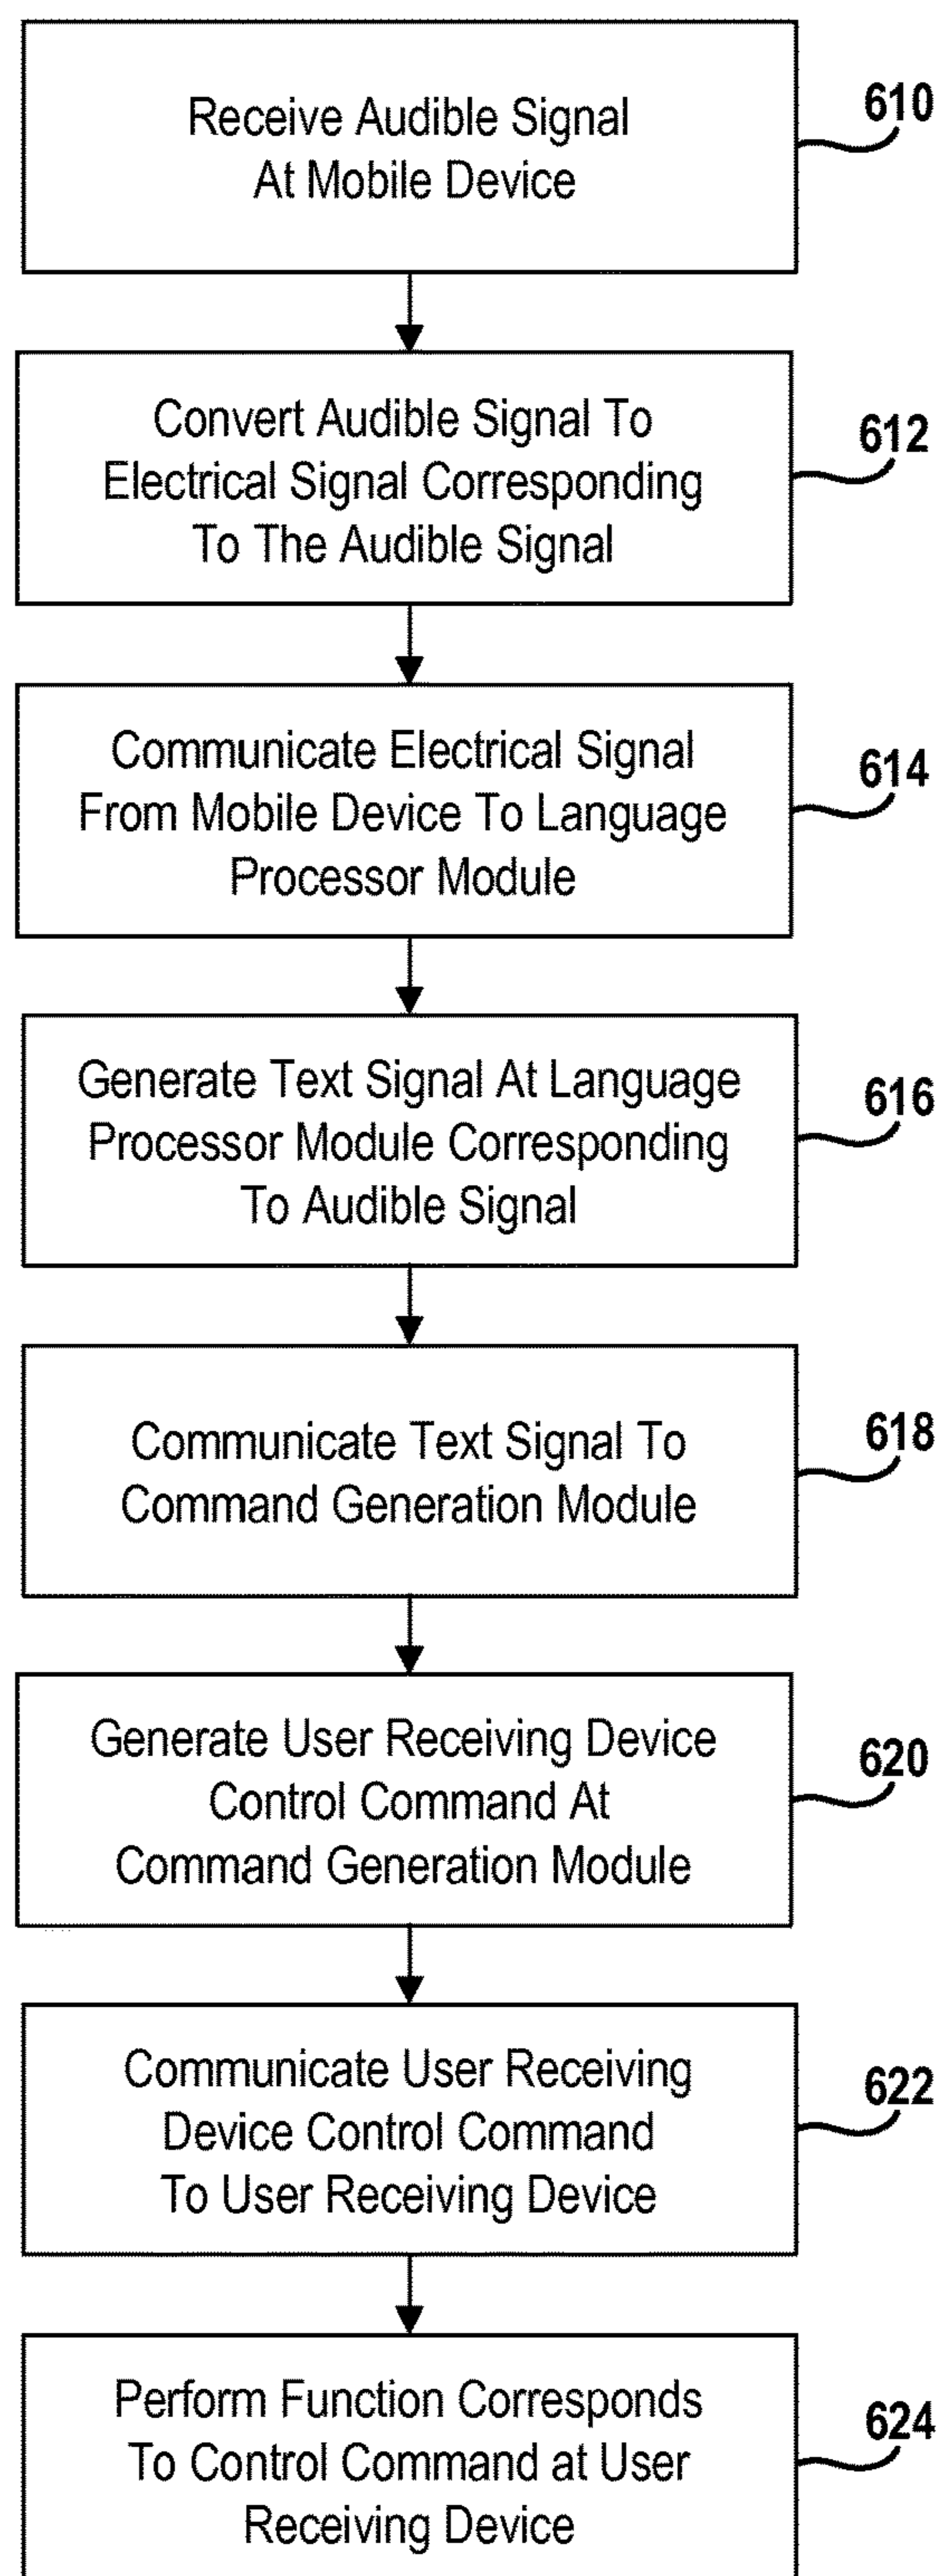 Receive Audible Signal
At Mobile Device
610
Convert Audible Signal To
Electrical Signal Corresponding
To The Audible Signal
612
Communicate Electrical Signal
From Mobile Device To Language
Processor Module
614
Generate Text Signal At Language
Processor Module Corresponding
To Audible Signal
616
Communicate Text Signal To
Command Generation Module
618
Generate User Receiving Device
Control Command At
Command Generation Module
620
Communicate User Receiving
Device Control Command
To User Receiving Device
622
Perform Function Corresponds
To Control Command at User
Receiving Device
624